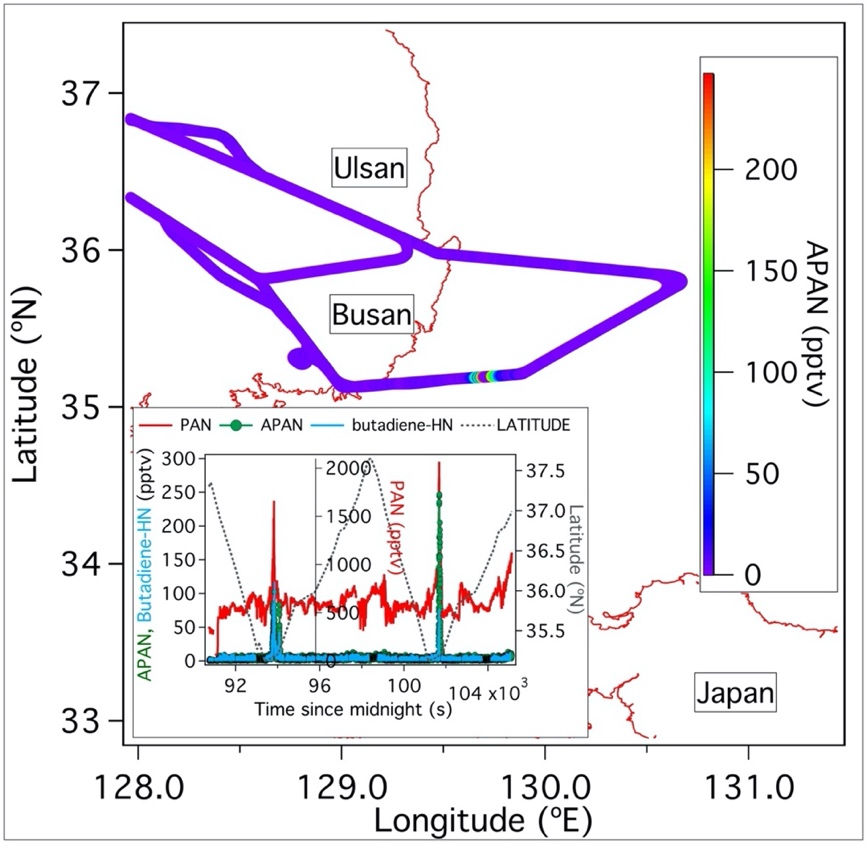 37
36
35
34
33
Latitude (ºN)
128.0
129.0
130.0
131.0
Longitude (ºE)
Ulsan
Busan
Japan
200
150
100
50
0
APAN (pptv)
PAN APAN butadiene-HN LATITUDE
300
250
200
150
100
50
0
APAN, Butadiene-HN (pptv)
2000
1500
1000
500
0
PAN (pptv)
37.5
37.0
36.5
36.0
35.5
Latitude (ºN)
92 96 100 104 x10³
Time since midnight (s)